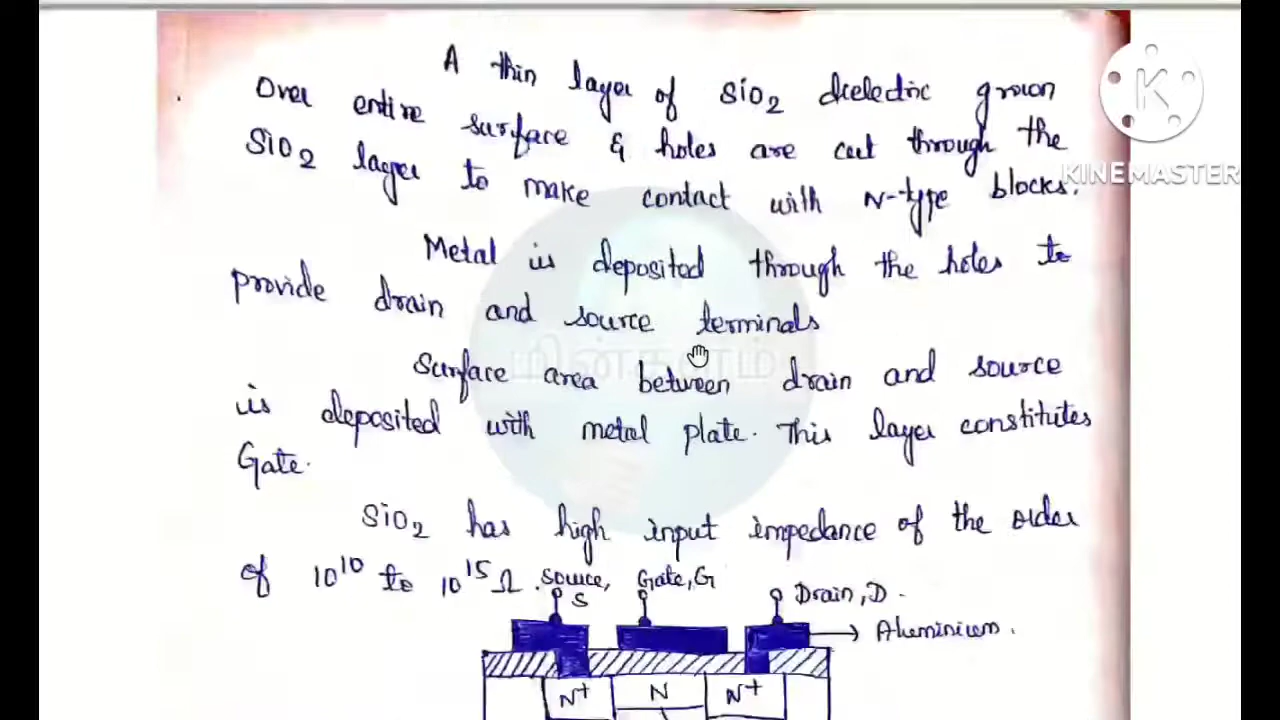 A thin layer of SiO2 dielectric grown
Over entire surface & holes are cut through the
SiO2 layer to make contact with N-type blocks.
Metal is deposited through the holes to
provide drain and source terminals
Surface area between drain and source
is deposited with metal plate. This layer constitutes
Gate.
SiO2 has high input impedance of the order
of 10^10 to 10^15 Ω.
Source, S
Gate, G
Drain, D.
Aluminium.
N+ N N+
K
KINEMASTER
மின்களம்